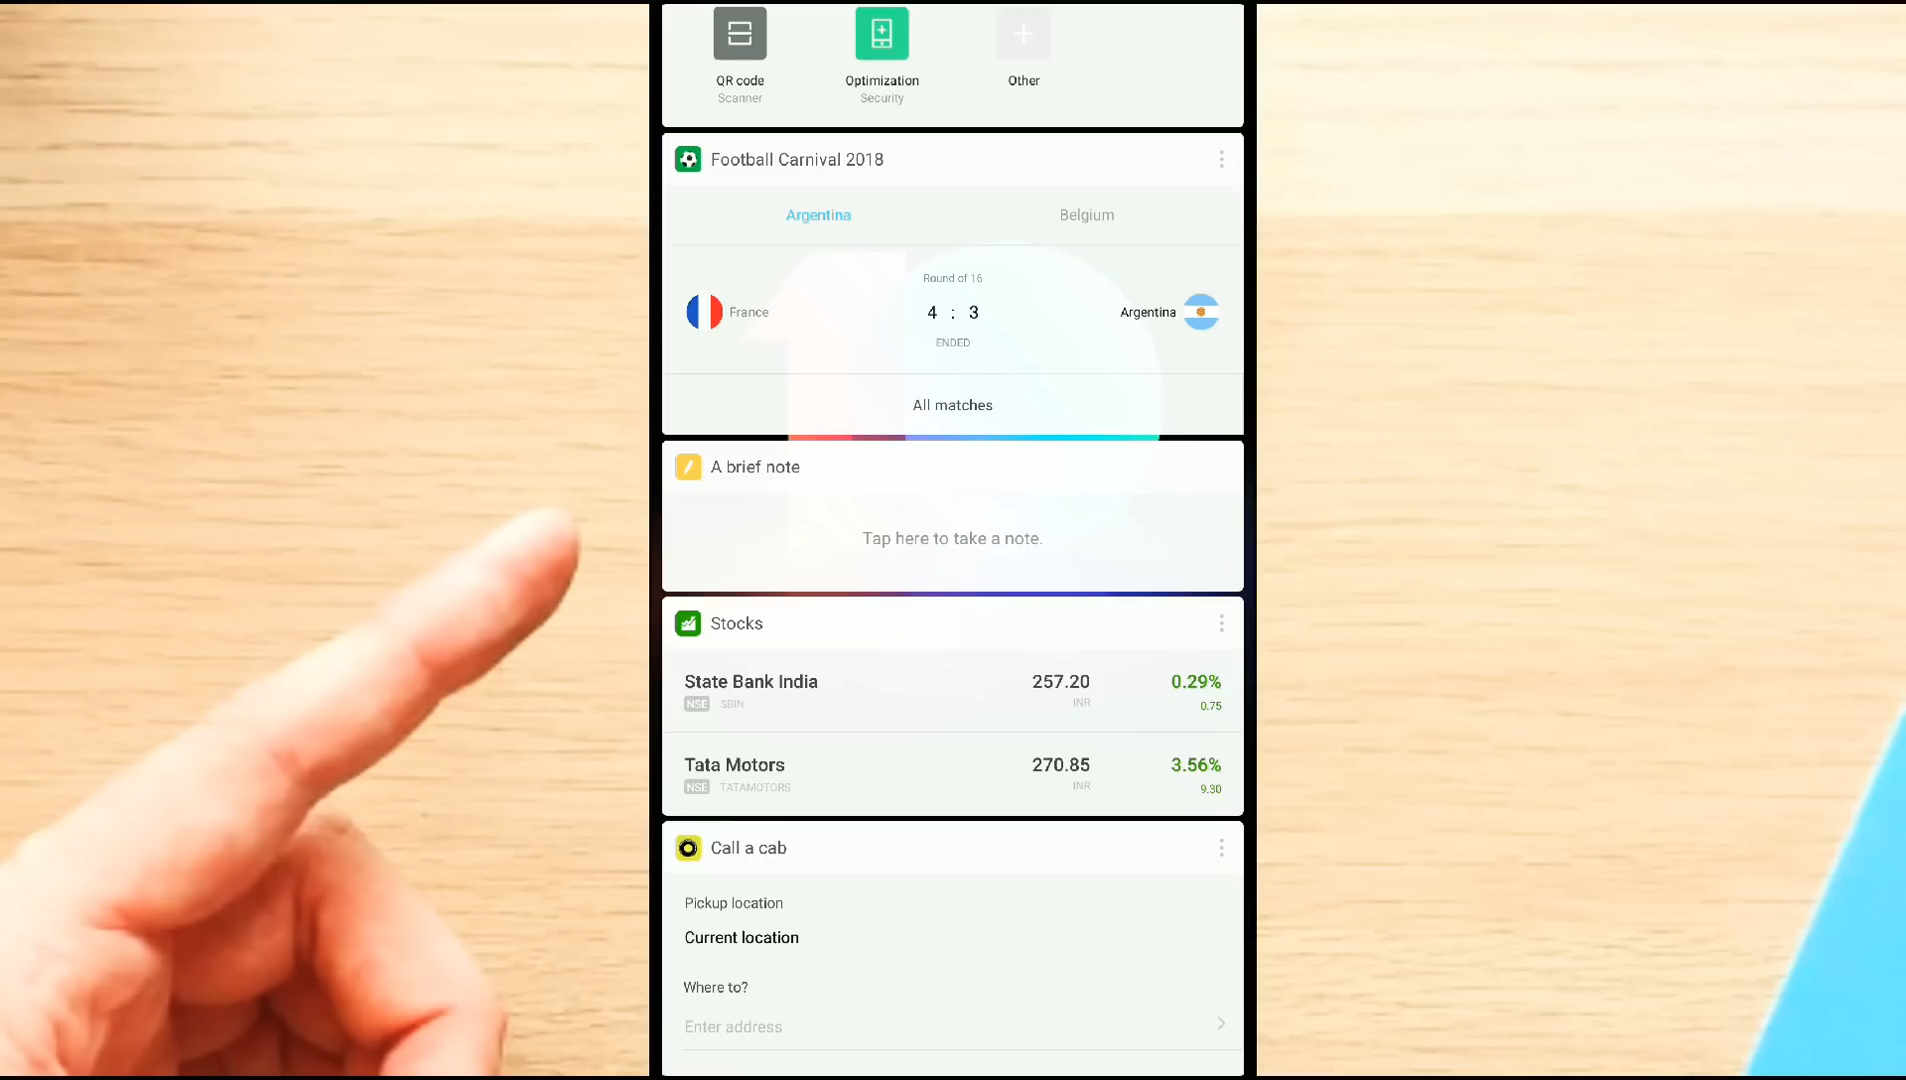 QR code
Scanner
Optimization
Security
Other
Football Carnival 2018
Argentina
Belgium
Round of 16
France
4 : 3
Argentina
ENDED
All matches
A brief note
Tap here to take a note.
Stocks
State Bank India 257.20 0.29%
NSE SBIN INR 0.75
Tata Motors 270.85 3.56%
NSE TATAMOTORS INR 9.30
Call a cab
Pickup location
Current location
Where to?
Enter address